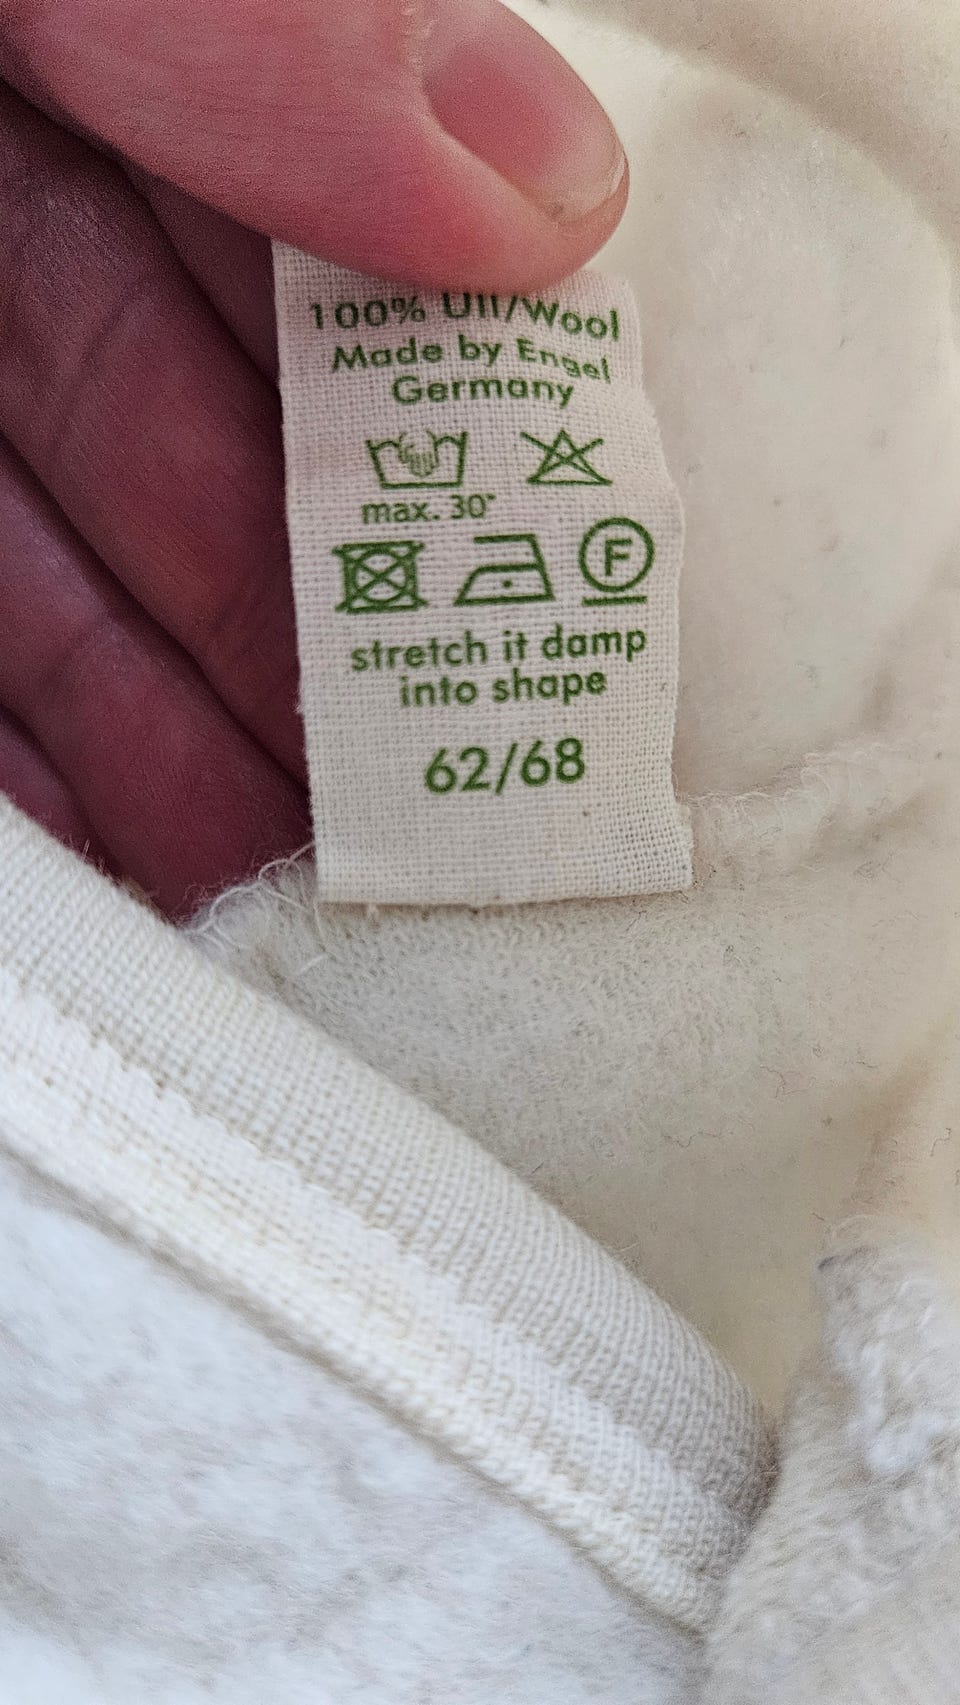 100% Ull/Wool
Made by Engel
Germany
max. 30°
F
stretch it damp
into shape
62/68